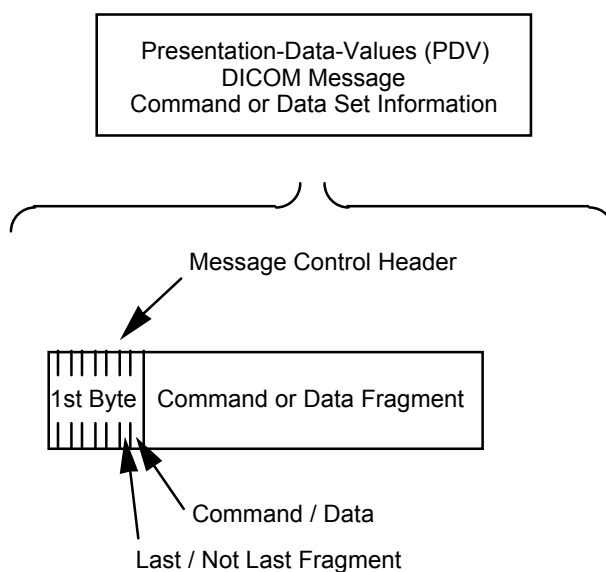 Presentation-Data-Values (PDV)
DICOM Message
Command or Data Set Information
Message Control Header
1st Byte
Command or Data Fragment
Command / Data
Last / Not Last Fragment